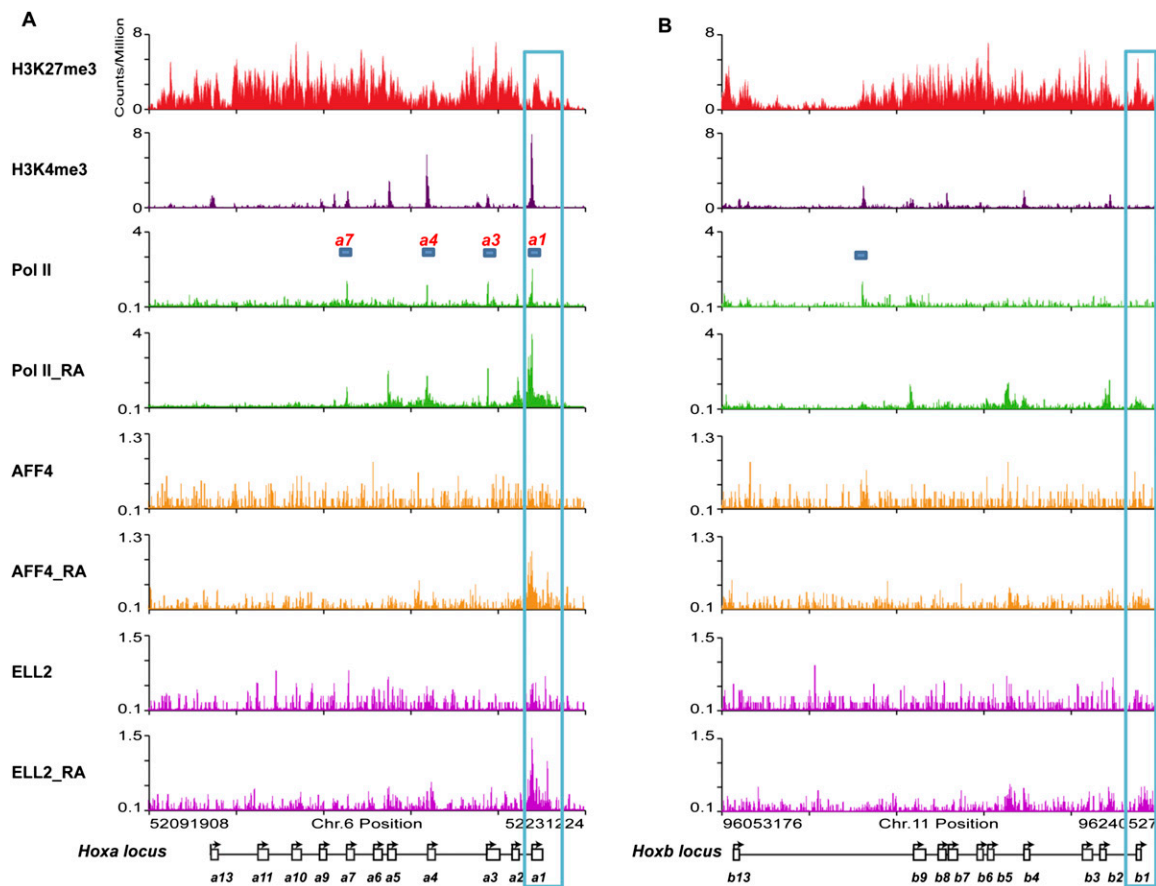 A
B
Counts/Million
H3K27me3
8
0
8
0
H3K4me3
8
0
8
0
Pol II
4
0.1
a7
a4
a3
a1
4
0.1
Pol II_RA
4
0.1
4
0.1
AFF4
1.3
0.1
1.3
0.1
AFF4_RA
1.3
0.1
1.3
0.1
ELL2
1.5
0.1
1.5
0.1
ELL2_RA
1.5
0.1
1.5
0.1
52091908 Chr.6 Position 52231224
96053176 Chr.11 Position 96240527
Hoxa locus
a13 a11 a10 a9 a7 a6 a5 a4 a3 a2 a1
Hoxb locus
b13 b9 b8 b7 b6 b5 b4 b3 b2 b1